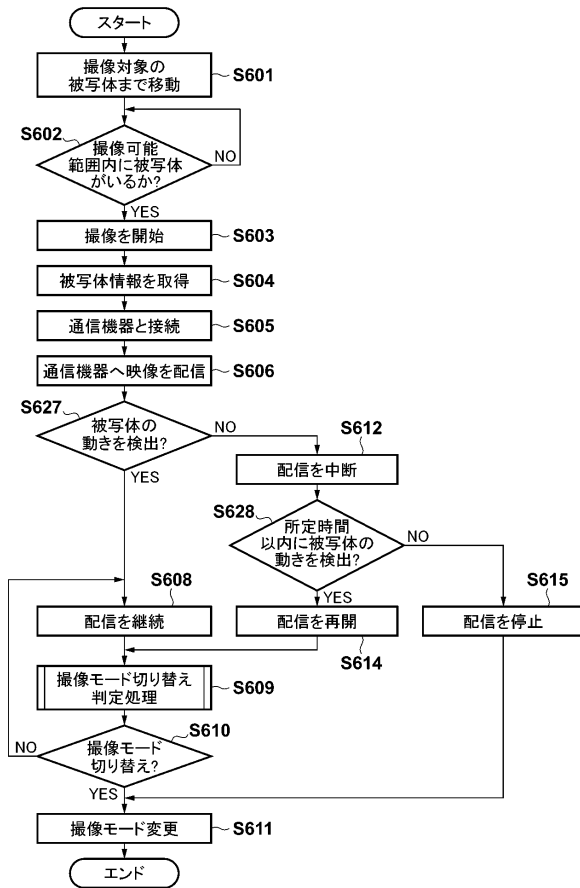 スタート
撮像対象の
被写体まで移動
S601
S602
撮像可能
範囲内に被写体
がいるか?
NO
YES
撮像を開始
S603
被写体情報を取得
S604
通信機器と接続
S605
通信機器へ映像を配信
S606
S627
被写体の
動きを検出?
NO
YES
S612
配信を中断
S628
所定時間
以内に被写体の
動きを検出?
NO
YES
S608
配信を継続
配信を再開
S614
S615
配信を停止
撮像モード切り替え
判定処理
S609
S610
撮像モード
切り替え?
NO
YES
撮像モード変更
S611
エンド